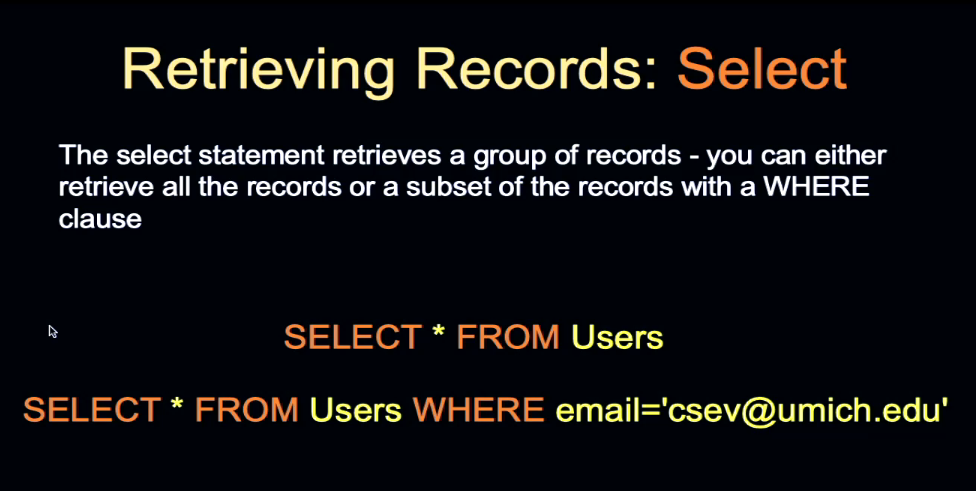 Retrieving Records: Select
The select statement retrieves a group of records - you can either
retrieve all the records or a subset of the records with a WHERE
clause
SELECT * FROM Users
SELECT * FROM Users WHERE email='csev@umich.edu'